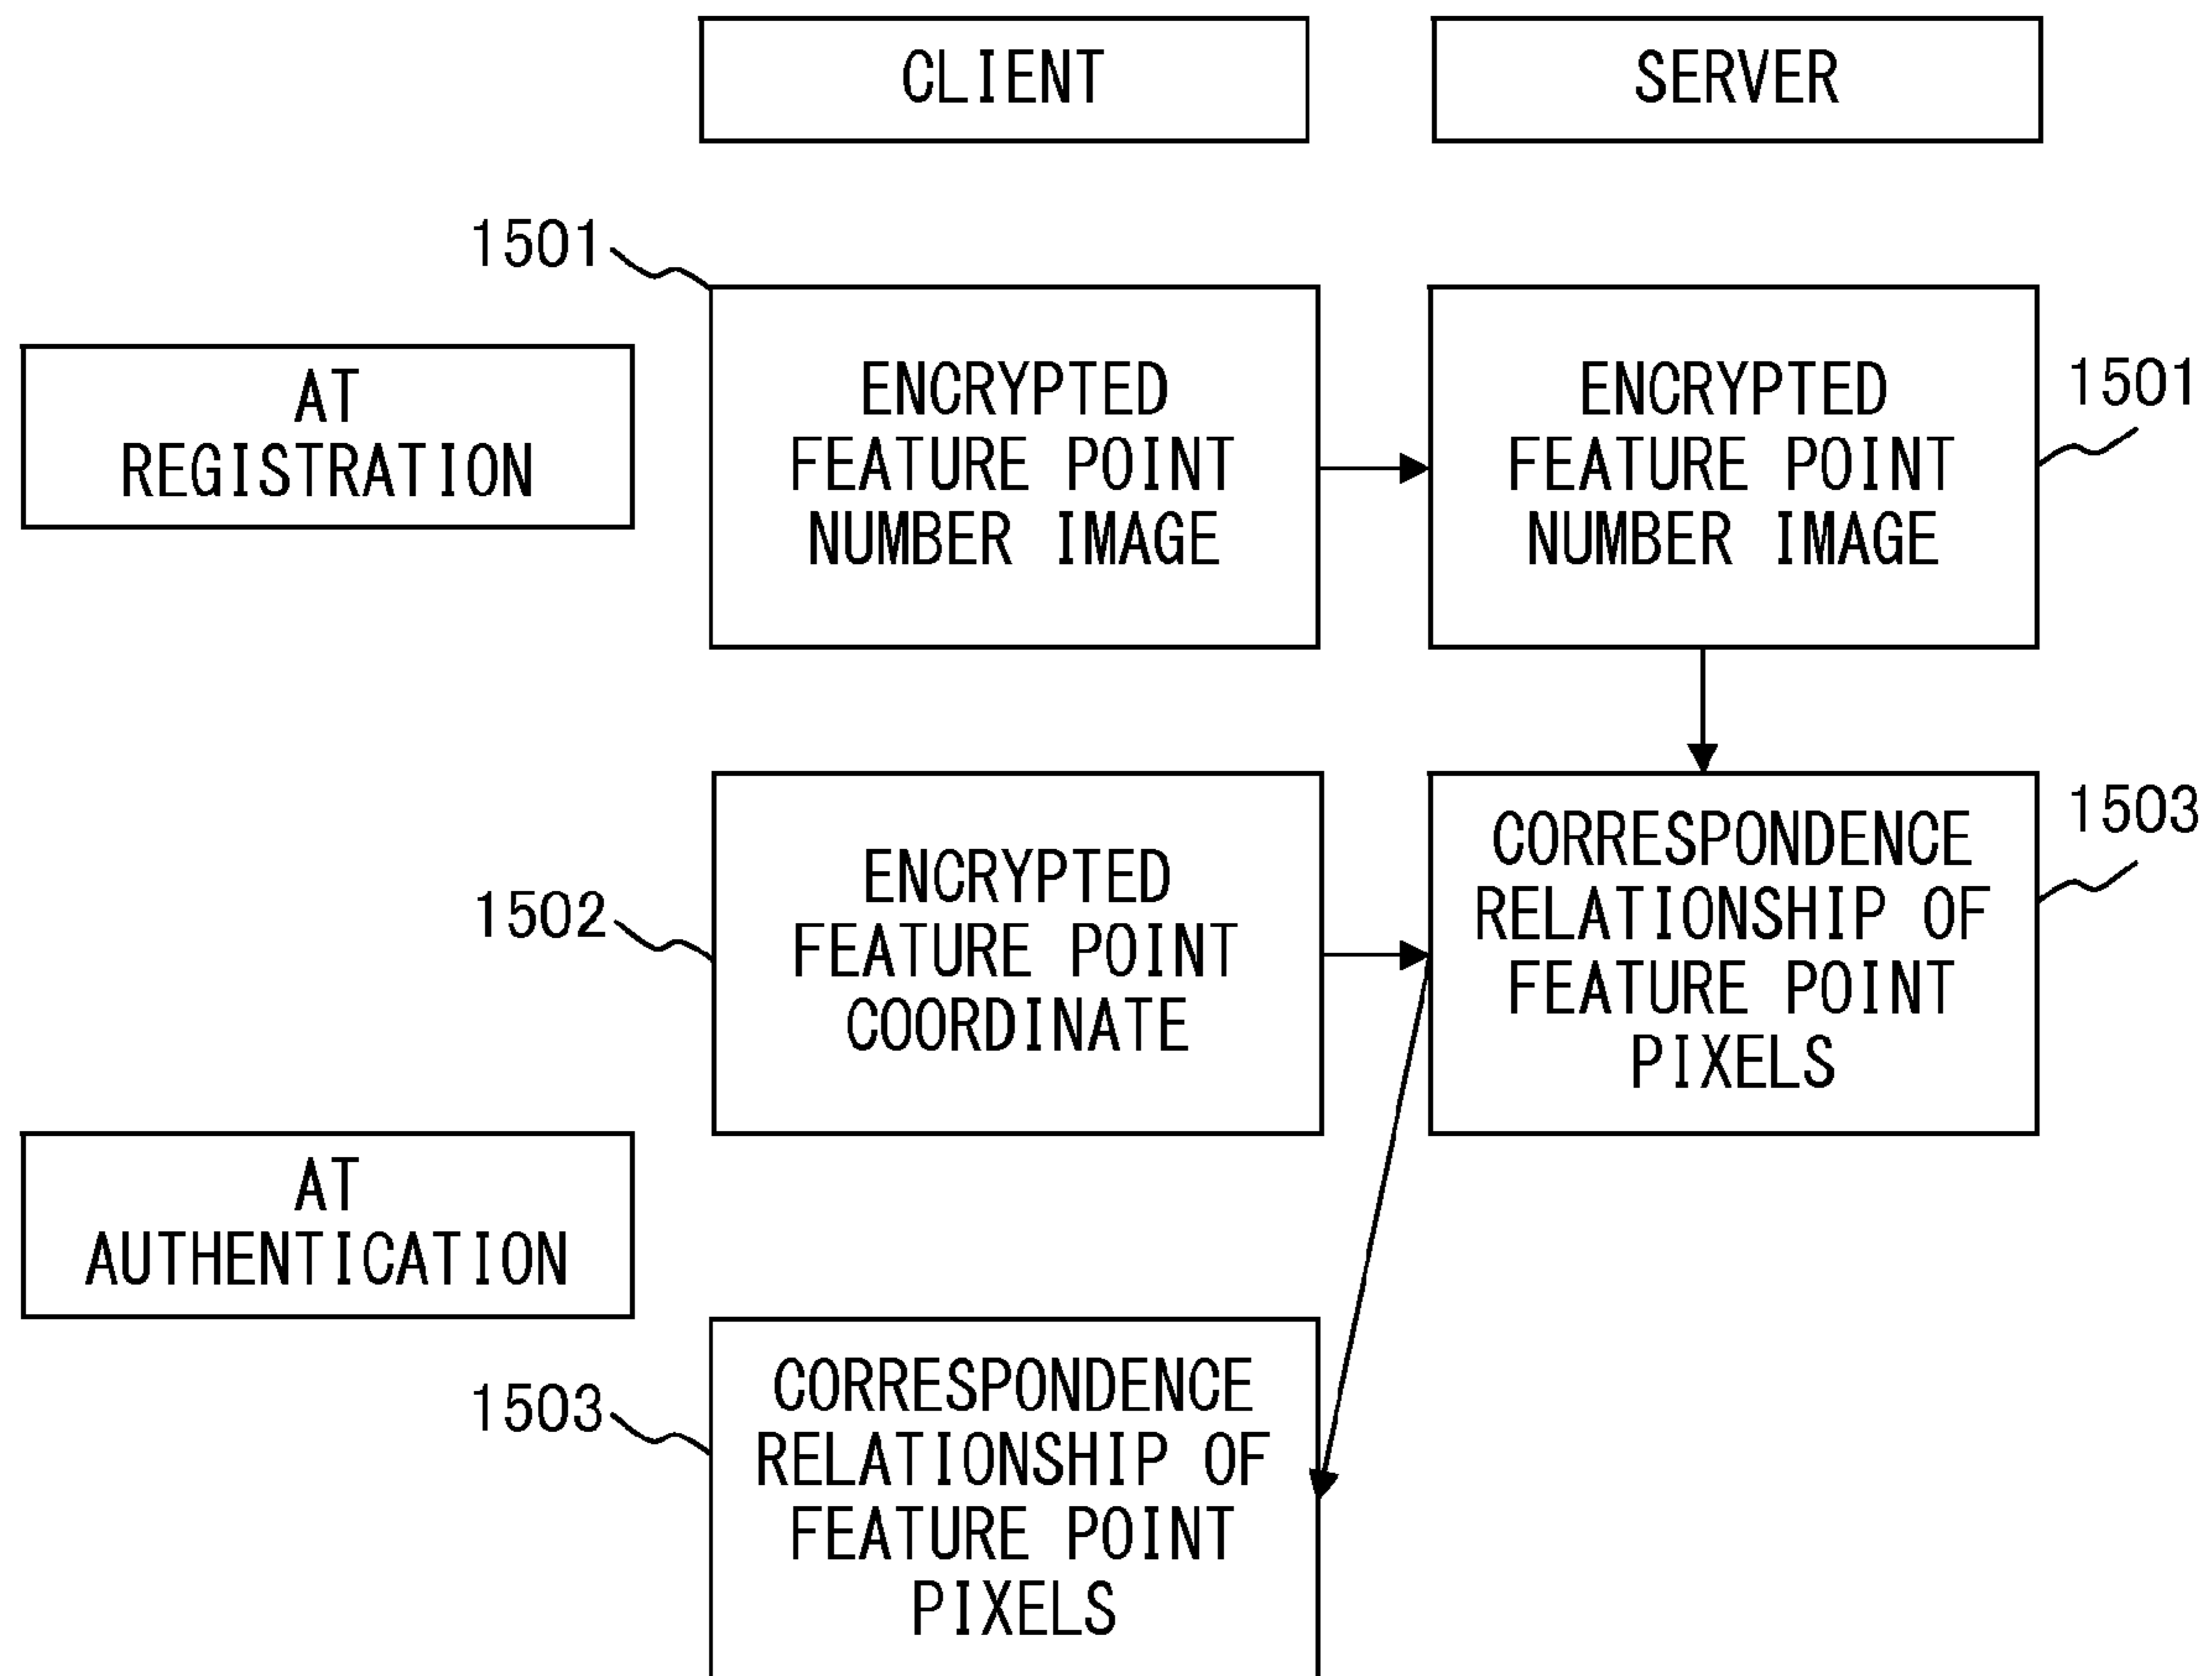 CLIENT
SERVER
1501
AT
REGISTRATION
ENCRYPTED
FEATURE POINT
NUMBER IMAGE
ENCRYPTED
FEATURE POINT
NUMBER IMAGE
1501
1502
ENCRYPTED
FEATURE POINT
COORDINATE
CORRESPONDENCE
RELATIONSHIP OF
FEATURE POINT
PIXELS
1503
AT
AUTHENTICATION
1503
CORRESPONDENCE
RELATIONSHIP OF
FEATURE POINT
PIXELS